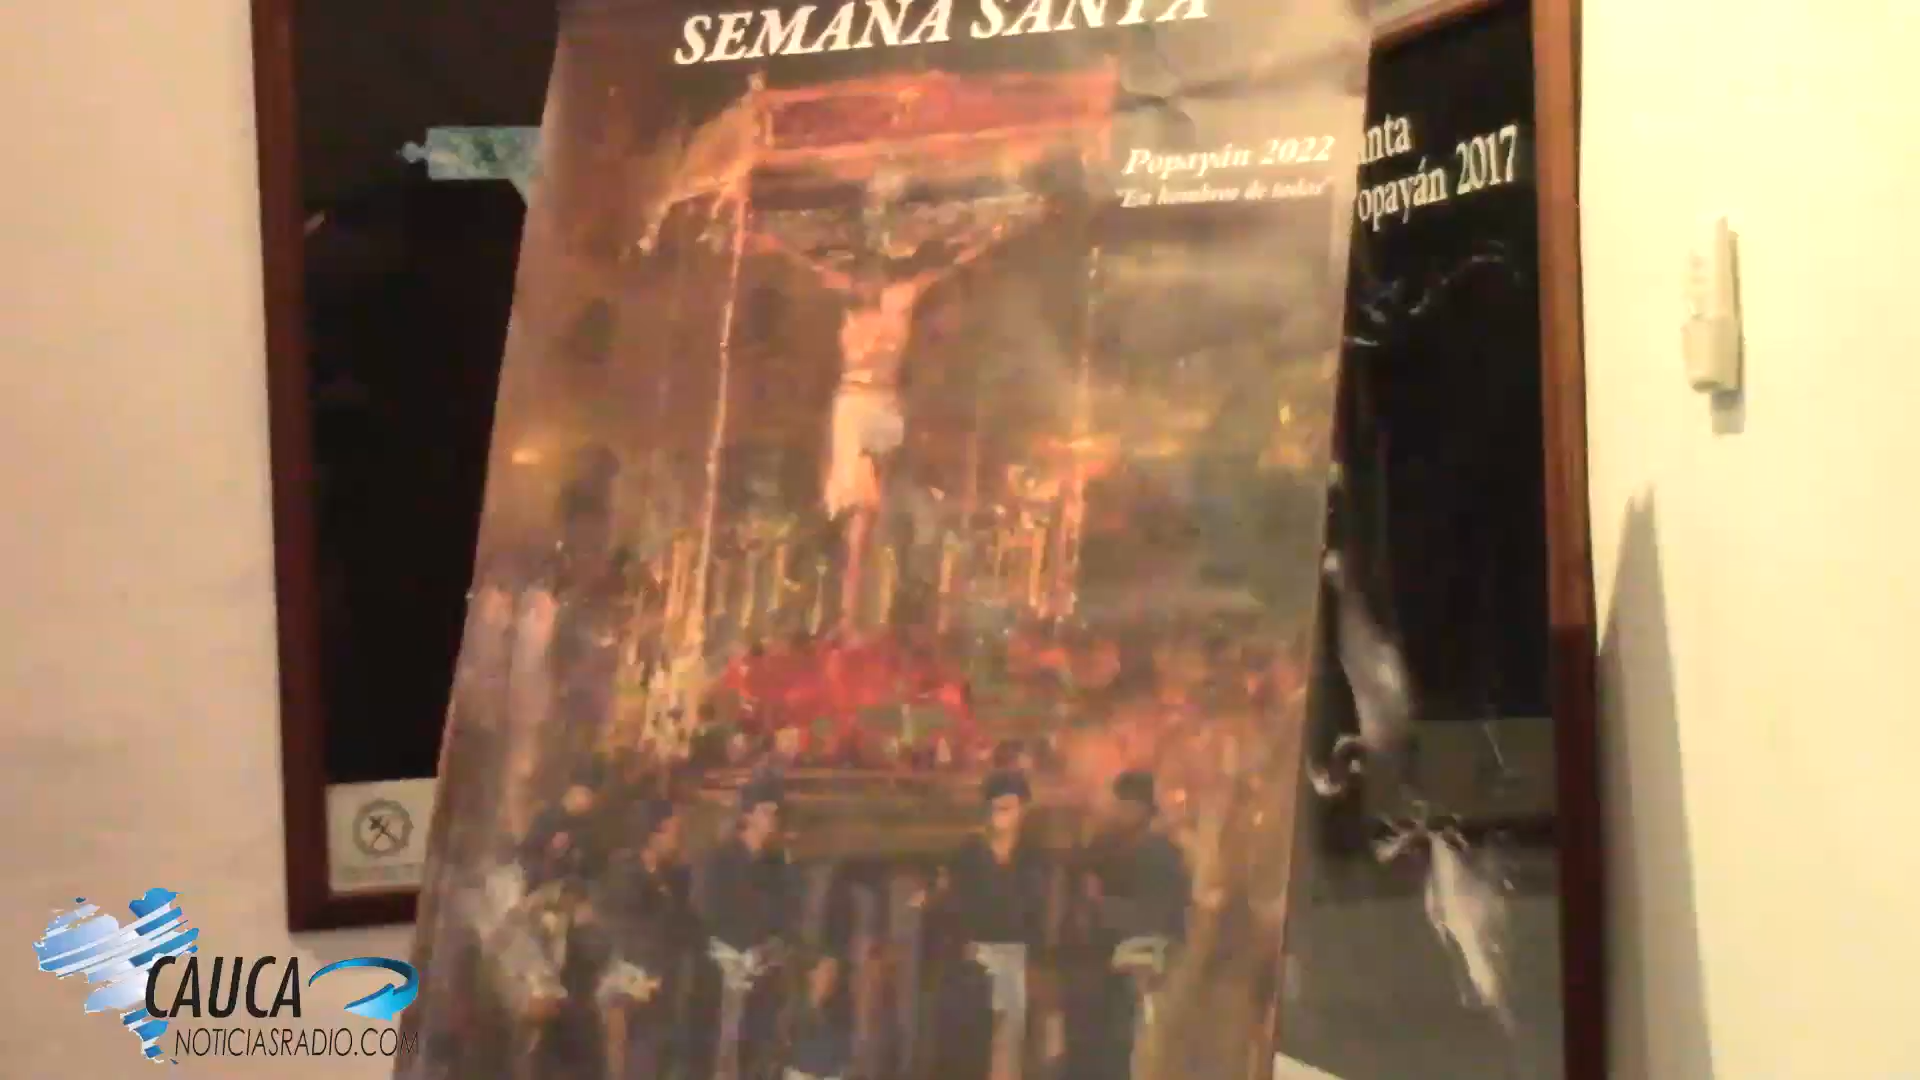 SEMANA SANTA
Popayán 2022
"En hombros de todos"
anta
opayán 2017
CAUCA
NOTICIASRADIO.COM